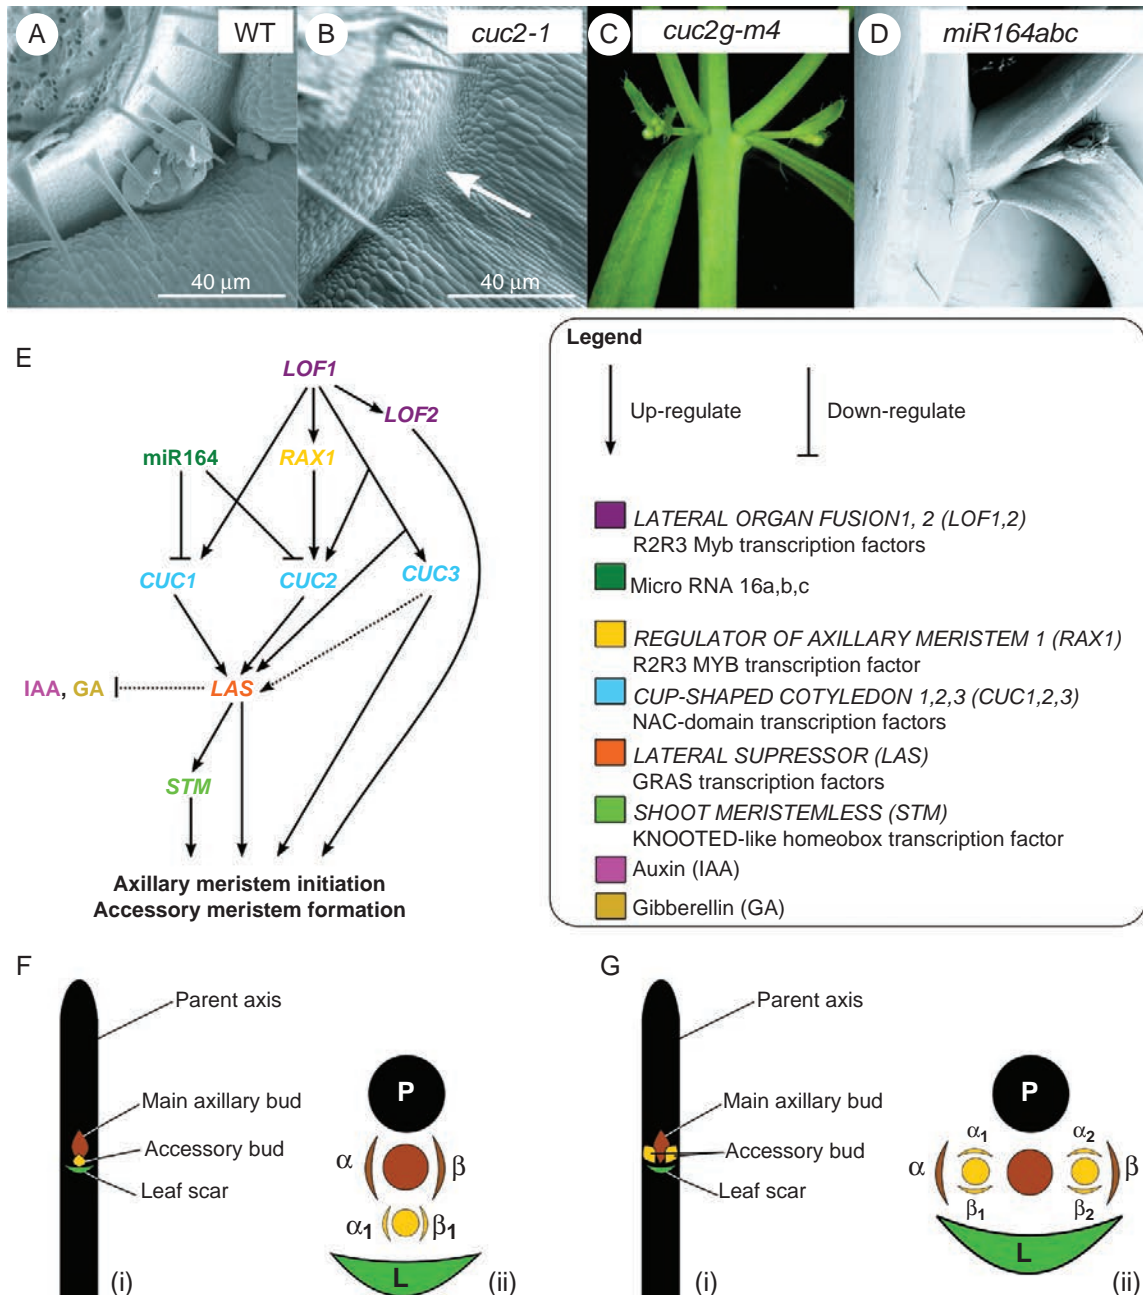 A WT
B cuc2-1
C cuc2g-m4
D miR164abc
40 µm
40 µm
E
LOF1
LOF2
miR164
RAX1
CUC1
CUC2
CUC3
IAA, GA
LAS
STM
Axillary meristem initiation
Accessory meristem formation
Legend
Up-regulate
Down-regulate
LATERAL ORGAN FUSION1, 2 (LOF1,2)
R2R3 Myb transcription factors
Micro RNA 16a,b,c
REGULATOR OF AXILLARY MERISTEM 1 (RAX1)
R2R3 MYB transcription factor
CUP-SHAPED COTYLEDON 1,2,3 (CUC1,2,3)
NAC-domain transcription factors
LATERAL SUPRESSOR (LAS)
GRAS transcription factors
SHOOT MERISTEMLESS (STM)
KNOOTED-like homeobox transcription factor
Auxin (IAA)
Gibberellin (GA)
F
Parent axis
Main axillary bud
Accessory bud
Leaf scar
(i)
P
α β
α1 β1
L
(ii)
G
Parent axis
Main axillary bud
Accessory bud
Leaf scar
(i)
P
α1 α2
α β
β1 β2
L
(ii)